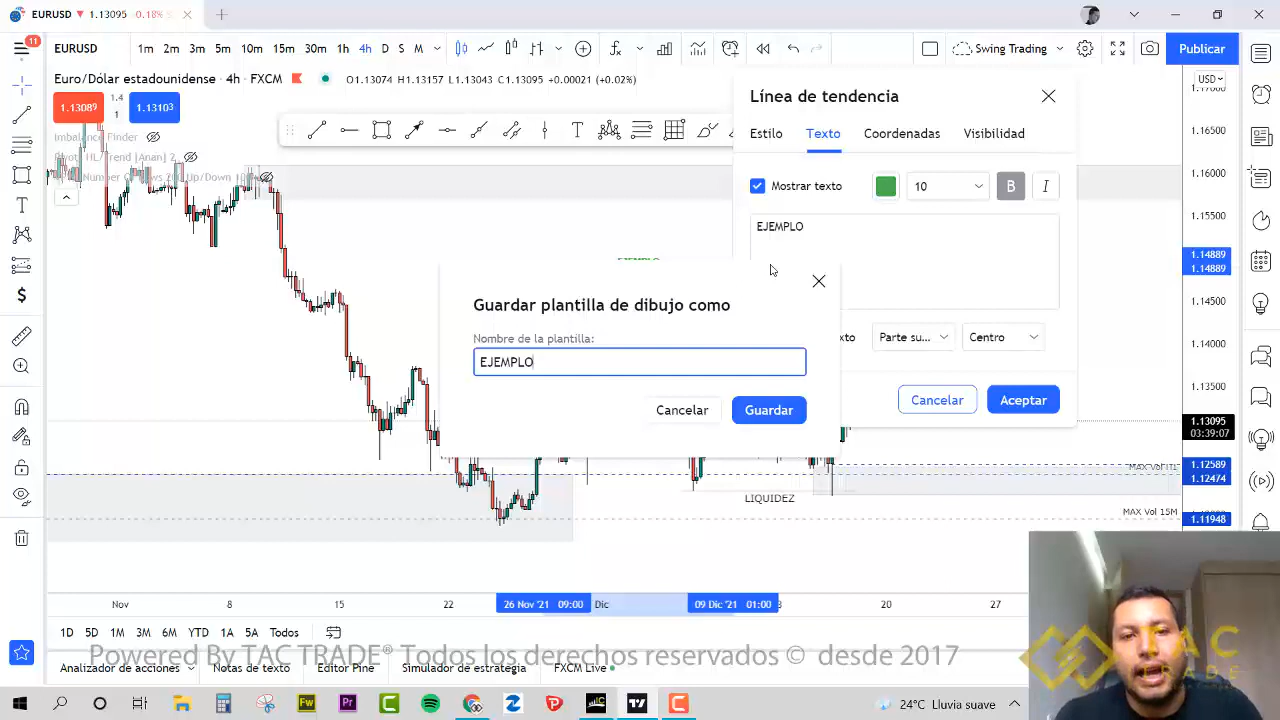 EURUSD ▼ 1.13095 -0.18% S
11
EURUSD
1m 2m 3m 5m 10m 15m 30m 1h 4h D S M
Swing Trading
Publicar
Euro/Dólar estadounidense · 4h · FXCM
O1.13074 H1.13157 L1.13043 C1.13095 +0.00021 (+0.02%)
1.13089
1.4
1
1.13103
USD
Imbalance Finder
Línea de tendencia
Estilo Texto Coordenadas Visibilidad
Mostrar texto
10
B I
EJEMPLO
Parte su...
Centro
Cancelar
Aceptar
Guardar plantilla de dibujo como
Nombre de la plantilla:
EJEMPLO
Cancelar
Guardar
1.16500
1.16000
1.15500
1.14889
1.14889
1.14500
1.14000
1.13500
1.13095
03:39:07
1.12589
1.12474
1.11948
LIQUIDEZ
MAX Vol 15M
Nov 8 15 22 26 Nov '21 09:00 Dic 09 Dic '21 01:00 20 27
1D 5D 1M 3M 6M YTD 1A 5A Todos
Powered By TAC TRADE® Todos los derechos reservados © desde 2017
Analizador de acciones
Notas de texto
Editor Pine
Simulador de estrategia
FXCM Live
TAC
TRADE
24°C Lluvia suave